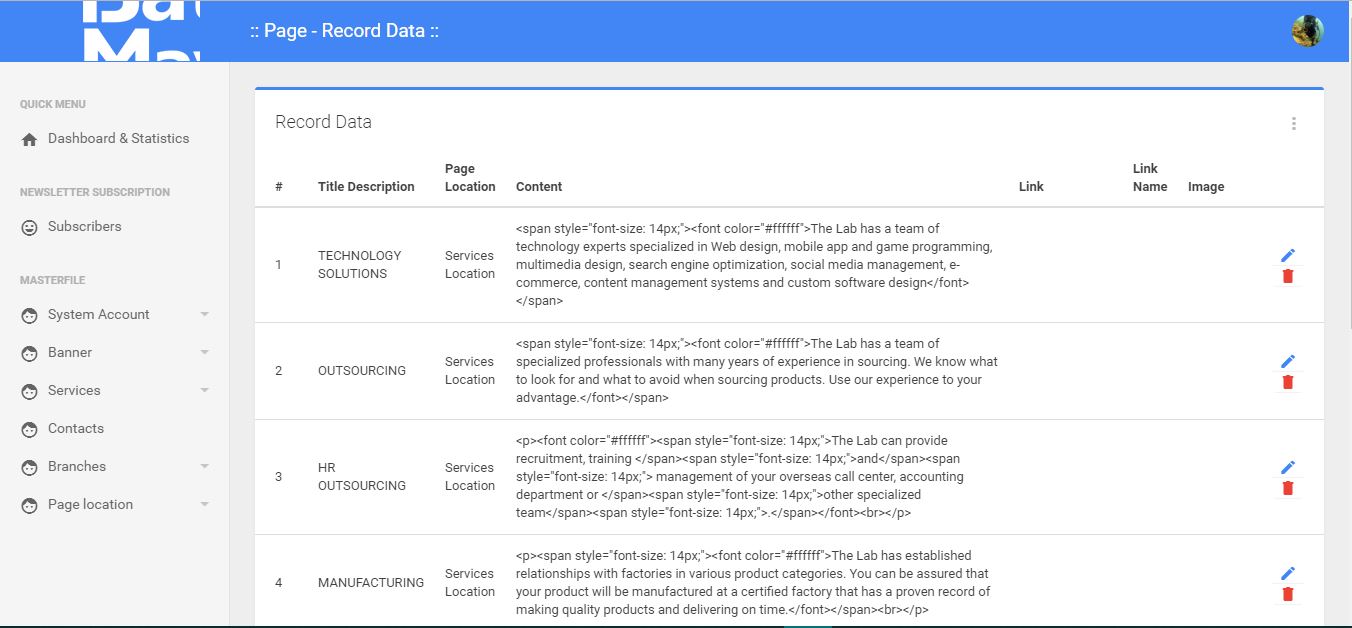 :: Page - Record Data ::
QUICK MENU
Dashboard & Statistics
NEWSLETTER SUBSCRIPTION
Subscribers
MASTERFILE
System Account
Banner
Services
Contacts
Branches
Page location
Record Data
# Title Description Page Location Content Link Link Name Image
1
TECHNOLOGY
SOLUTIONS
Services
Location
<span style="font-size: 14px;"><font color="#ffffff">The Lab has a team of
technology experts specialized in Web design, mobile app and game programming,
multimedia design, search engine optimization, social media management, e-
commerce, content management systems and custom software design</font>
</span>
2
OUTSOURCING
Services
Location
<span style="font-size: 14px;"><font color="#ffffff">The Lab has a team of
specialized professionals with many years of experience in sourcing. We know what
to look for and what to avoid when sourcing products. Use our experience to your
advantage.</font></span>
3
HR
OUTSOURCING
Services
Location
<p><font color="#ffffff"><span style="font-size: 14px;">The Lab can provide
recruitment, training </span><span style="font-size: 14px;">and</span><span
style="font-size: 14px;"> management of your overseas call center, accounting
department or </span><span style="font-size: 14px;">other specialized
team</span><span style="font-size: 14px;">.</span></font><br></p>
4
MANUFACTURING
Services
Location
<p><span style="font-size: 14px;"><font color="#ffffff">The Lab has established
relationships with factories in various product categories. You can be assured that
your product will be manufactured at a certified factory that has a proven record of
making quality products and delivering on time.</font></span><br></p>